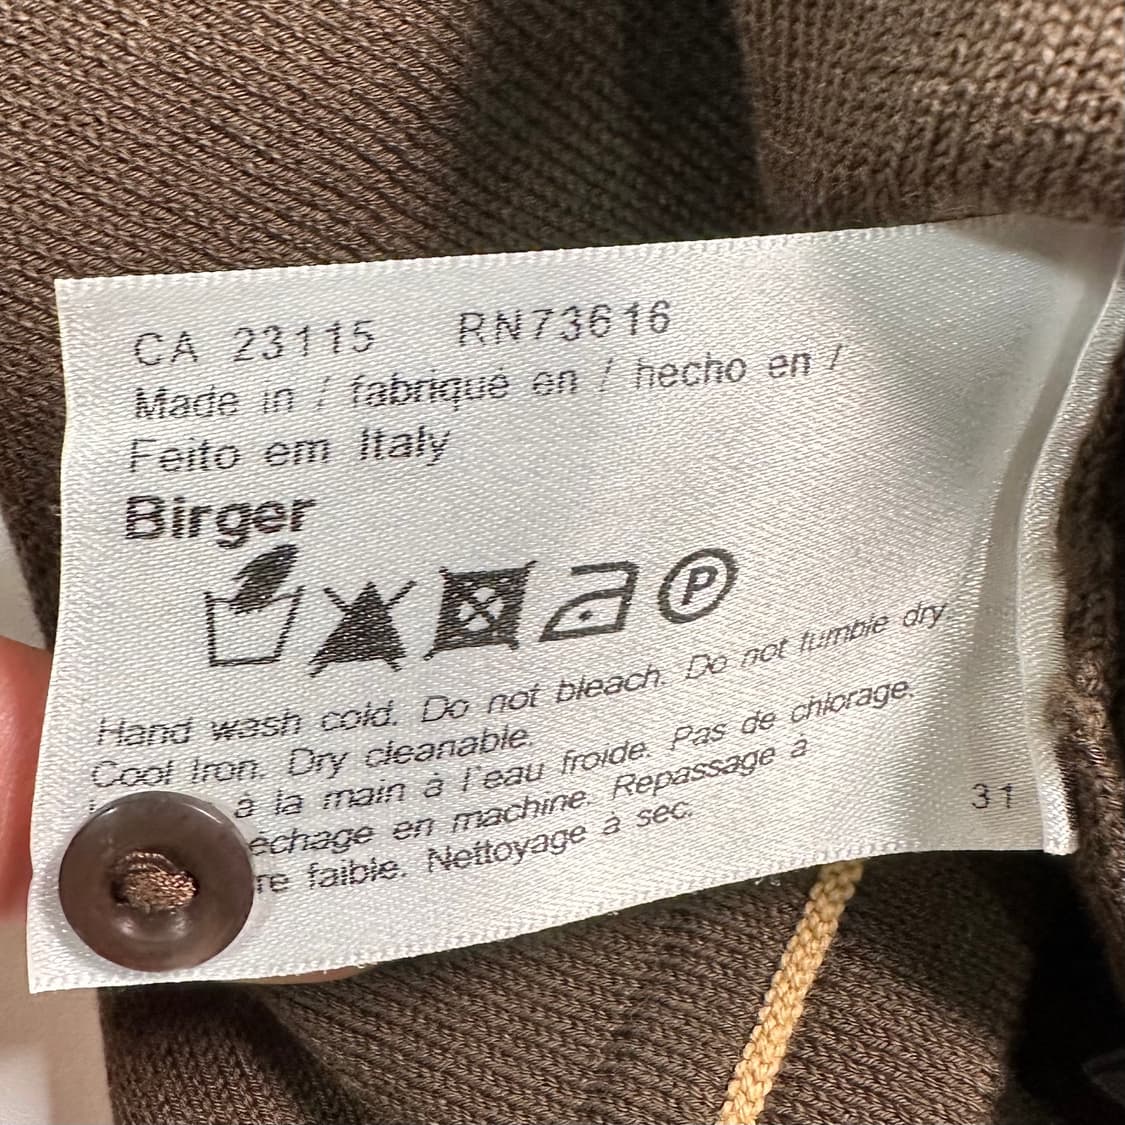 CA 23115 RN73616
Made in / fabriqué en / hecho en /
Feito em Italy
Birger
P
Hand wash cold. Do not bleach. Do not tumble dry
Cool Iron. Dry cleanable.
à la main à l'eau froide. Pas de chlorage.
échage en machine. Repassage à
re faible. Nettoyage à sec.
31